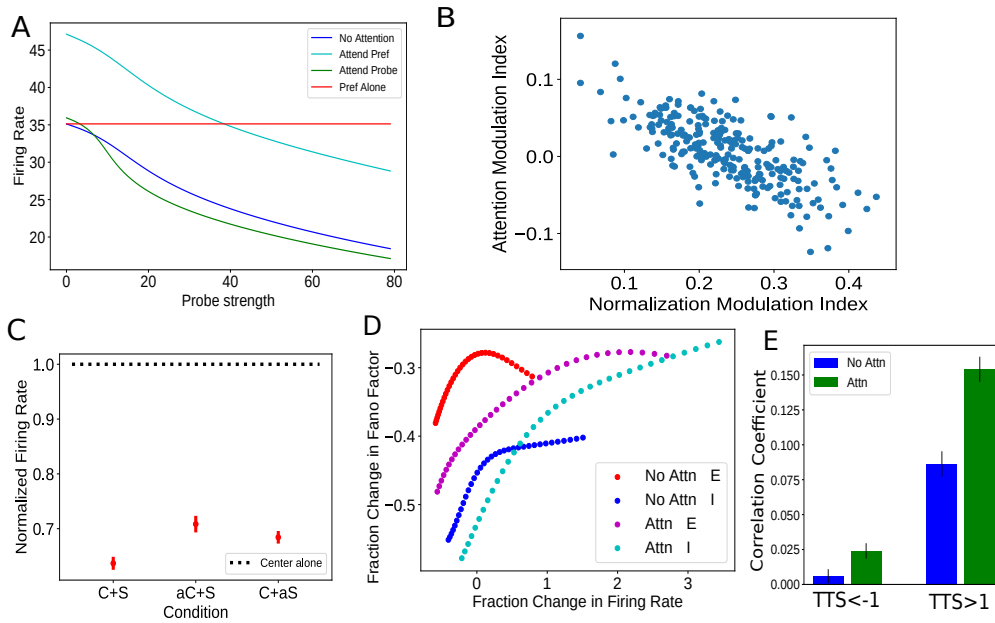 A
Firing Rate
45
40
35
30
25
20
0
20
40
60
80
Probe strength
No Attention
Attend Pref
Attend Probe
Pref Alone
B
Attention Modulation Index
0.1
0.0
−0.1
0.1
0.2
0.3
0.4
Normalization Modulation Index
C
Normalized Firing Rate
1.0
0.9
0.8
0.7
C+S
aC+S
C+aS
Condition
Center alone
D
Fraction Change in Fano Factor
−0.3
−0.4
−0.5
0
1
2
3
Fraction Change in Firing Rate
No Attn E
No Attn I
Attn E
Attn I
E
Correlation Coefficient
0.150
0.125
0.100
0.075
0.050
0.025
0.000
No Attn
Attn
TTS<-1
TTS>1